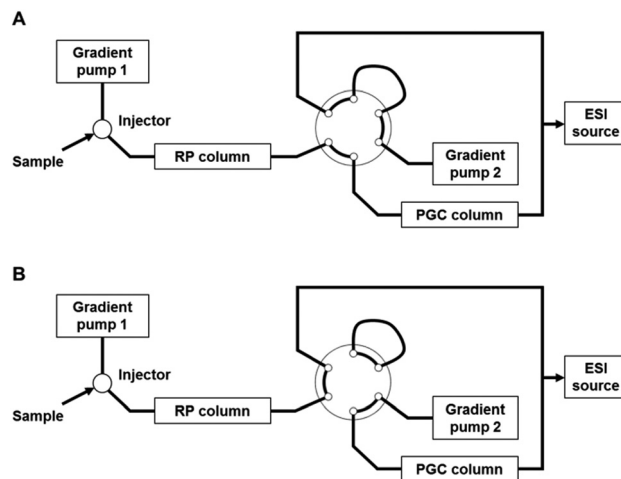 A
Gradient
pump 1
Injector
Sample
RP column
Gradient
pump 2
PGC column
ESI
source
B
Gradient
pump 1
Injector
Sample
RP column
Gradient
pump 2
PGC column
ESI
source